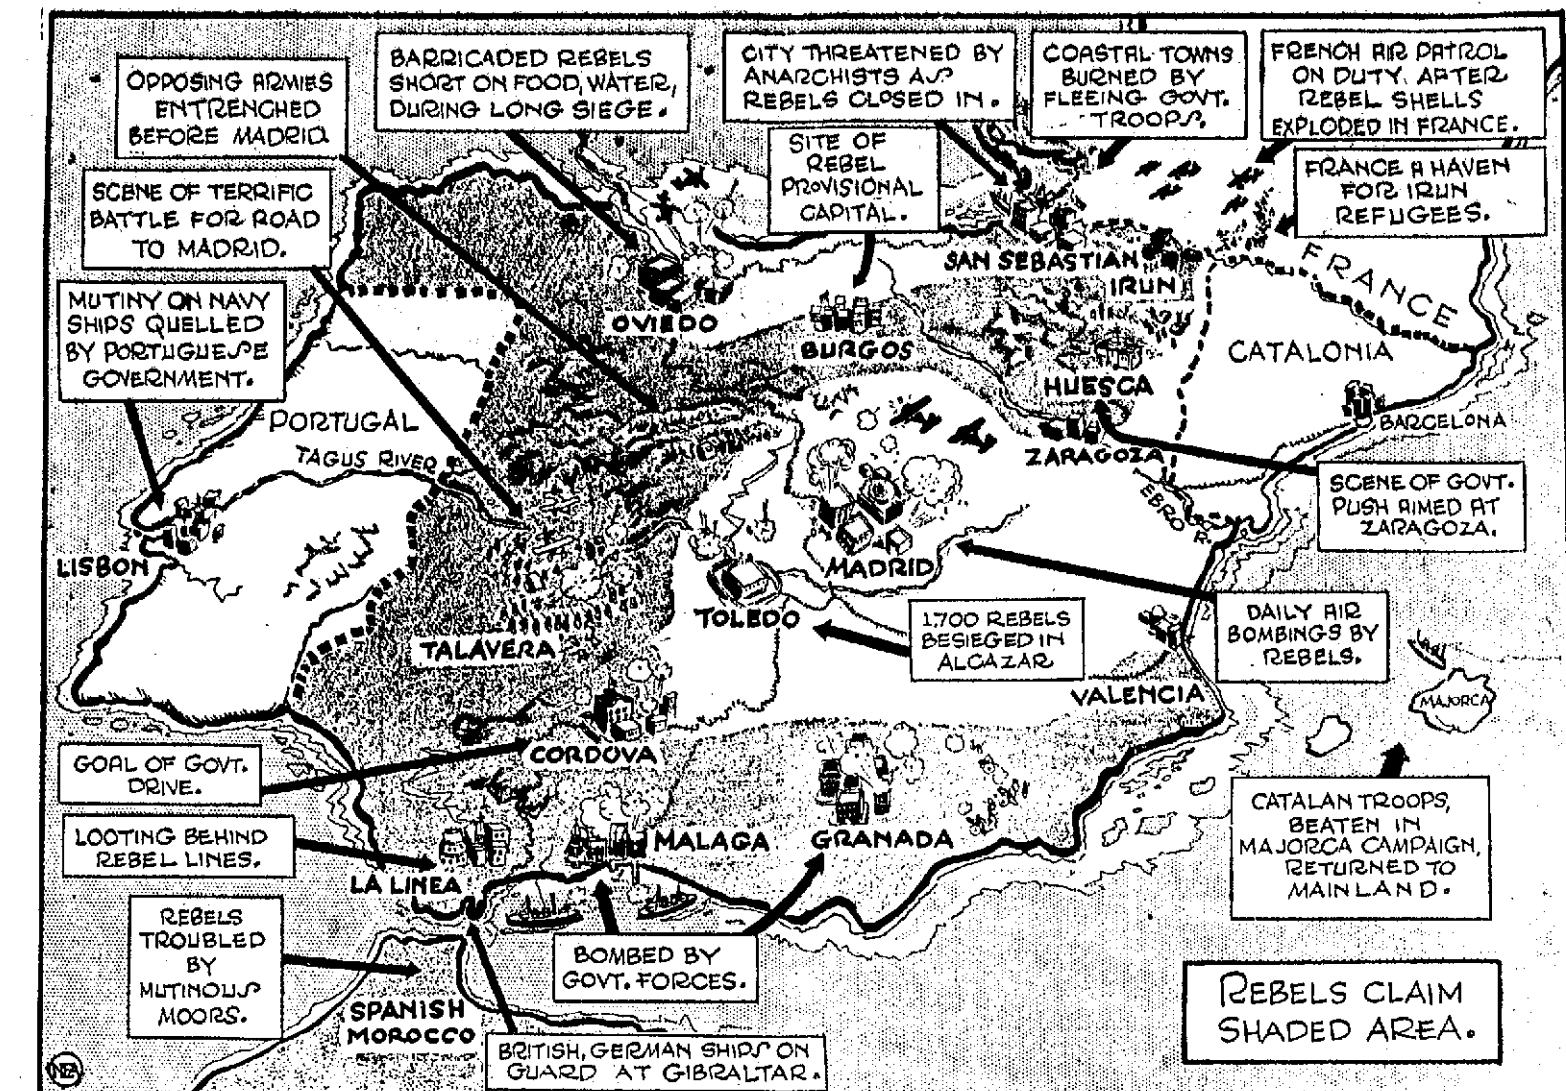 OPPOSING ARMIES
ENTRENCHED
BEFORE MADRID.
BARRICADED REBELS
SHORT ON FOOD, WATER,
DURING LONG SIEGE.
CITY THREATENED BY
ANARCHISTS AS
REBELS CLOSED IN.
COASTAL TOWNS
BURNED BY
FLEEING GOVT.
TROOPS.
FRENCH AIR PATROL
ON DUTY, AFTER
REBEL SHELLS
EXPLODED IN FRANCE.
SITE OF
REBEL
PROVISIONAL
CAPITAL.
FRANCE A HAVEN
FOR IRUN
REFUGEES.
SCENE OF TERRIFIC
BATTLE FOR ROAD
TO MADRID.
MUTINY ON NAVY
SHIPS QUELLED
BY PORTUGUESE
GOVERNMENT.
SAN SEBASTIAN
IRUN
FRANCE
OVIEDO
BURGOS
CATALONIA
HUESCA
PORTUGAL
BARCELONA
TAGUS RIVER
ZARAGOZA
EBRO R.
SCENE OF GOVT.
PUSH AIMED AT
ZARAGOZA.
LISBON
MADRID
TOLEDO
TALAVERA
1700 REBELS
BESIEGED IN
ALCAZAR
DAILY AIR
BOMBINGS BY
REBELS.
VALENCIA
MAJORCA
GOAL OF GOVT.
DRIVE.
CORDOVA
CATALAN TROOPS,
BEATEN IN
MAJORCA CAMPAIGN,
RETURNED TO
MAINLAND.
LOOTING BEHIND
REBEL LINES.
MALAGA
GRANADA
LA LINEA
REBELS
TROUBLED
BY
MUTINOUS
MOORS.
BOMBED BY
GOVT. FORCES.
SPANISH
MOROCCO
BRITISH, GERMAN SHIPS ON
GUARD AT GIBRALTAR.
REBELS CLAIM
SHADED AREA.
NEA